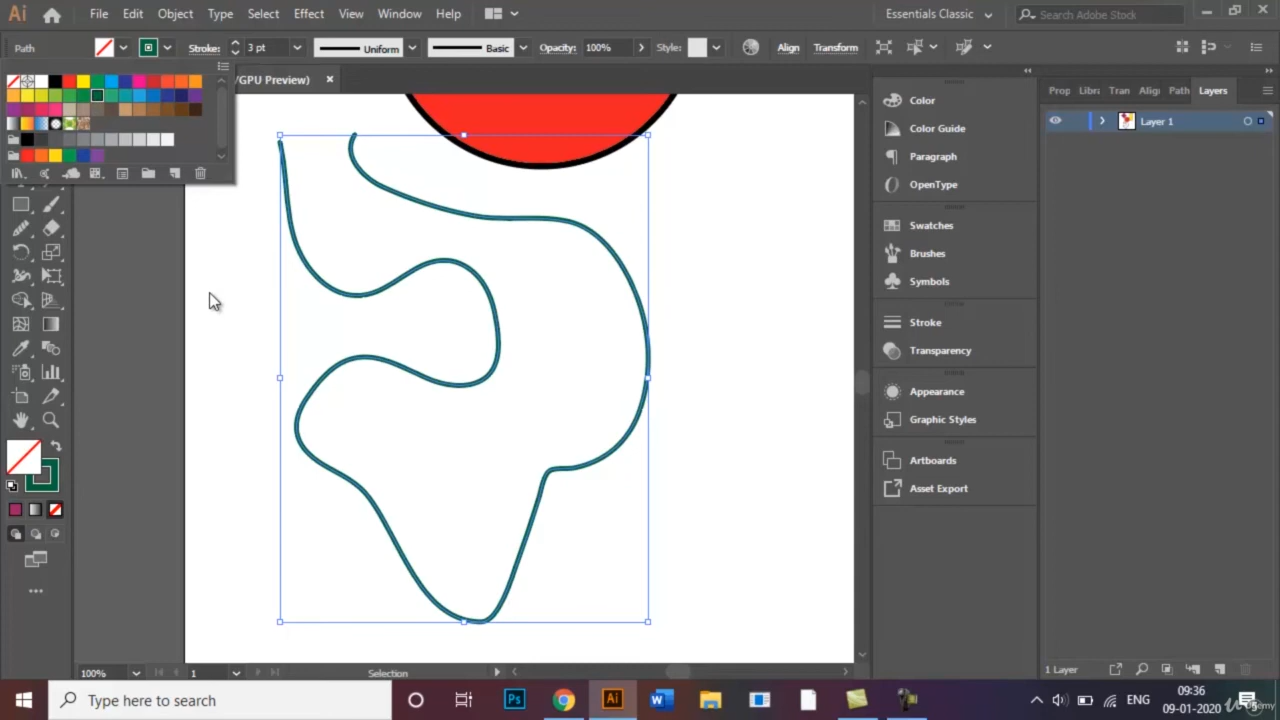 Ai File Edit Object Type Select Effect View Window Help Essentials Classic Search Adobe Stock
Path Stroke: 3 pt Uniform Basic Opacity: 100% Style: Align Transform
/GPU Preview) ×
Prop Libra Tran Align Path Layers
Color
Layer 1
Color Guide
Paragraph
OpenType
Swatches
Brushes
Symbols
Stroke
Transparency
Appearance
Graphic Styles
Artboards
Asset Export
100% 1 Selection
1 Layer
Type here to search
Ps Ai W
ENG
09:36
09-01-2020
Udemy